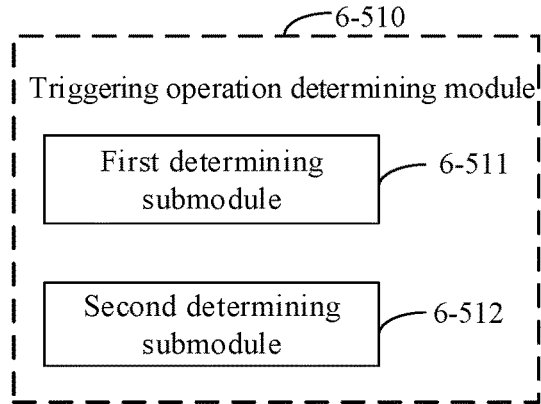 6-510
Triggering operation determining module
First determining
submodule
6-511
Second determining
submodule
6-512